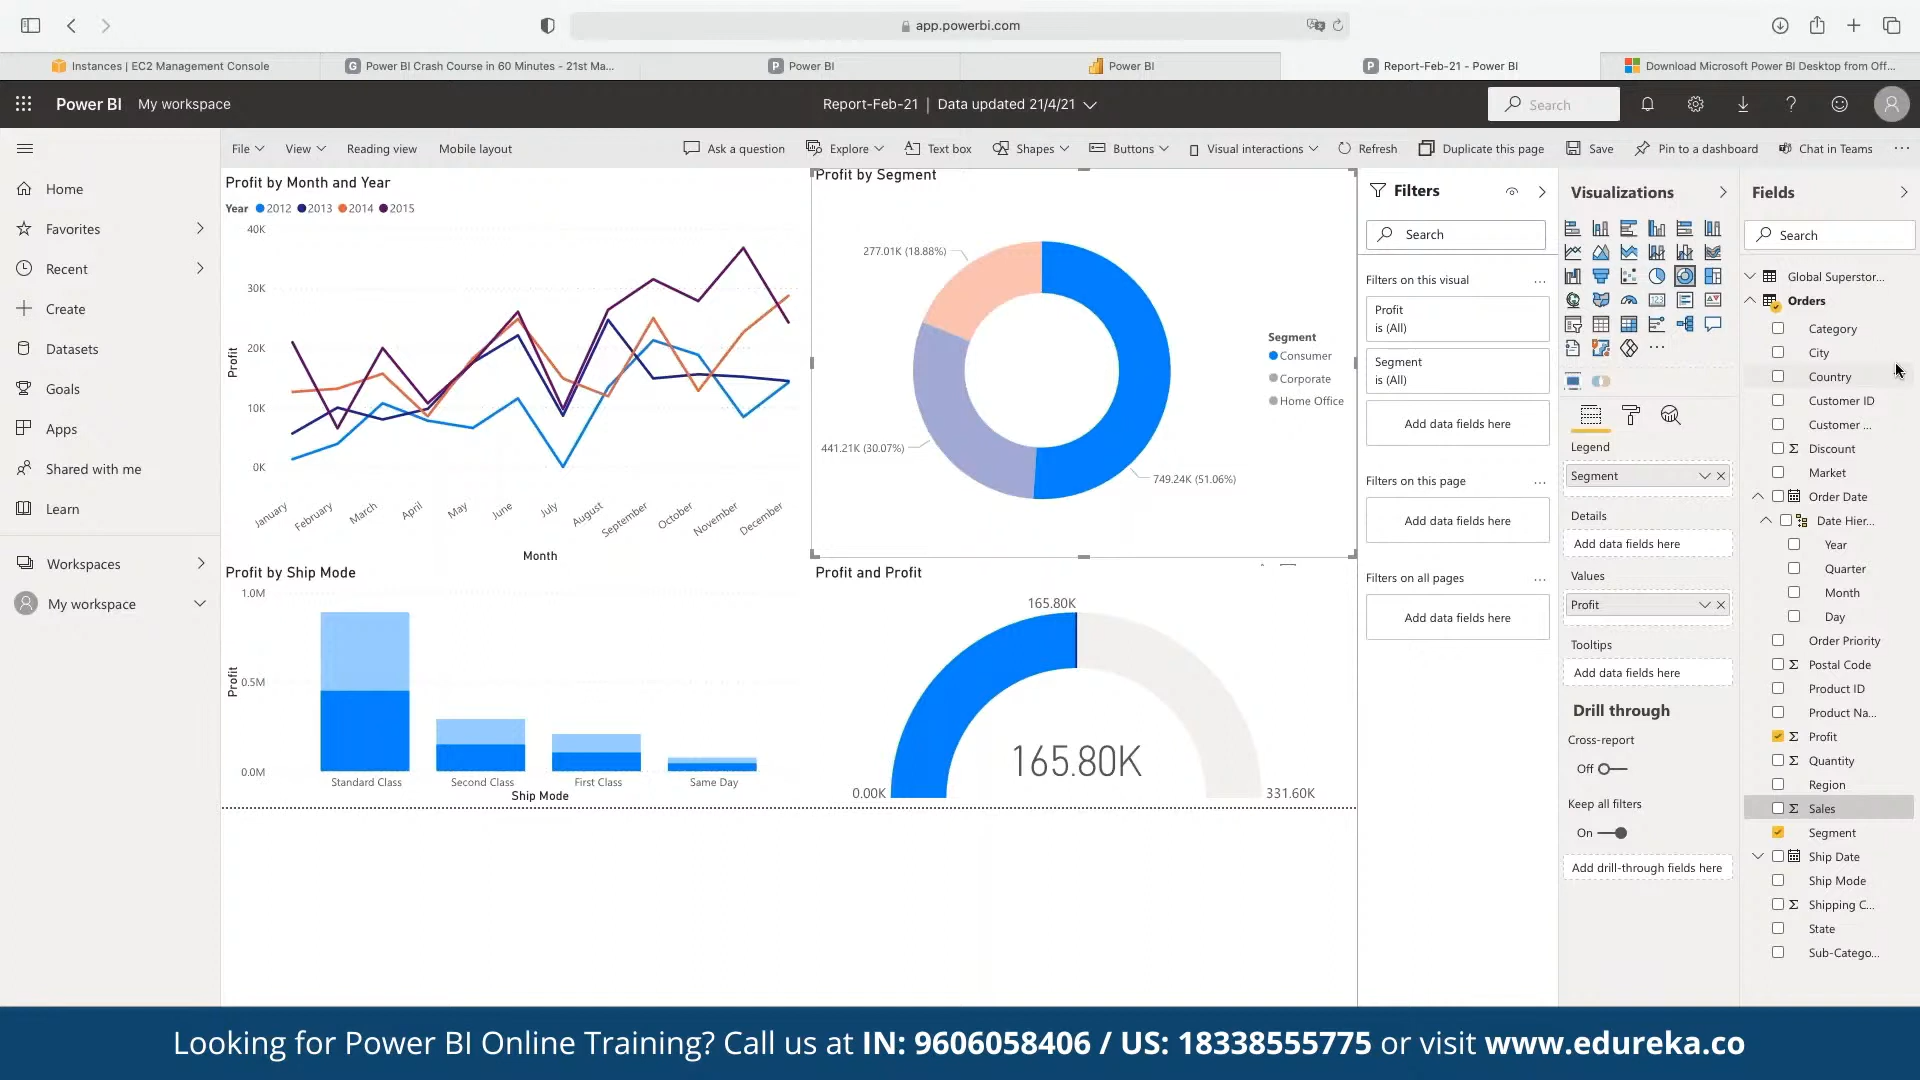 app.powerbi.com
Instances | EC2 Management Console
Power BI Crash Course in 60 Minutes - 21st Ma...
Power BI
Power BI
Report-Feb-21 - Power BI
Download Microsoft Power BI Desktop from Off...
Power BI
My workspace
Report-Feb-21 | Data updated 21/4/21
Search
File
View
Reading view
Mobile layout
Ask a question
Explore
Text box
Shapes
Buttons
Visual interactions
Refresh
Duplicate this page
Save
Pin to a dashboard
Chat in Teams
Home
Favorites
Recent
Create
Datasets
Goals
Apps
Shared with me
Learn
Workspaces
My workspace
Profit by Month and Year
Year 2012 2013 2014 2015
40K
30K
20K
10K
0K
Profit
January February March April May June July August September October November December
Month
Profit by Segment
277.01K (18.88%)
441.21K (30.07%)
749.24K (51.06%)
Segment
Consumer
Corporate
Home Office
Profit by Ship Mode
1.0M
0.5M
0.0M
Profit
Standard Class Second Class First Class Same Day
Ship Mode
Profit and Profit
165.80K
165.80K
0.00K
331.60K
Filters
Search
Filters on this visual
...
Profit
is (All)
Segment
is (All)
Add data fields here
Filters on this page
...
Add data fields here
Filters on all pages
...
Add data fields here
Visualizations
123
Legend
Segment
Details
Add data fields here
Values
Profit
Tooltips
Add data fields here
Drill through
Cross-report
Off
Keep all filters
On
Add drill-through fields here
Fields
Search
Global Superstor...
Orders
Category
City
Country
Customer ID
Customer ...
Σ Discount
Market
Order Date
Date Hier...
Year
Quarter
Month
Day
Order Priority
Σ Postal Code
Product ID
Product Na...
Σ Profit
Σ Quantity
Region
Σ Sales
Segment
Ship Date
Ship Mode
Σ Shipping C...
State
Sub-Catego...
Looking for Power BI Online Training? Call us at IN: 9606058406 / US: 18338555775 or visit www.edureka.co